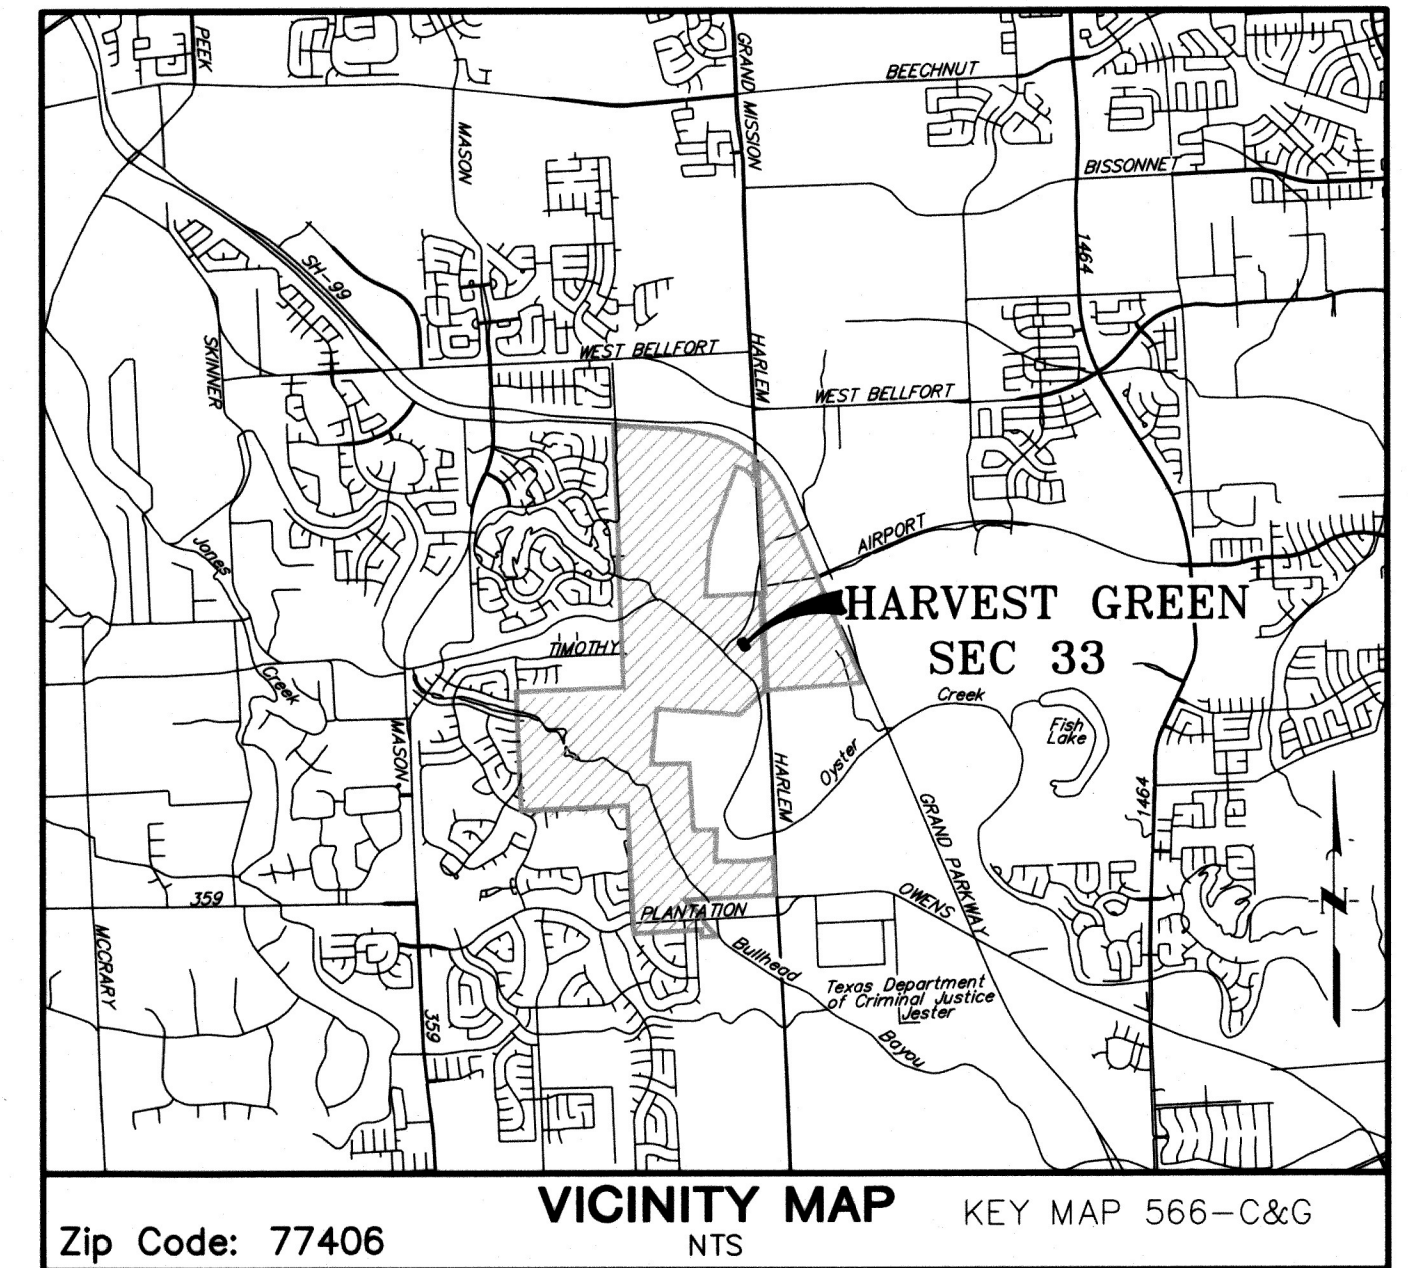 PEEK
GRAND MISSION
BEECHNUT
MASON
BISSONNET
1464
SH-99
SKINNER
WEST BELLFORT
HARLEM
WEST BELLFORT
AIRPORT
Jones
Creek
HARVEST GREEN
SEC 33
TIMOTHY
Creek
Fish
Lake
MASON
HARLEM
Oyster
1464
GRAND PARKWAY
359
PLANTATION
OWENS
N
MCCRARY
Bullhead
Bayou
Texas Department
of Criminal Justice
Jester
359
VICINITY MAP
NTS
KEY MAP 566-C&G
Zip Code: 77406